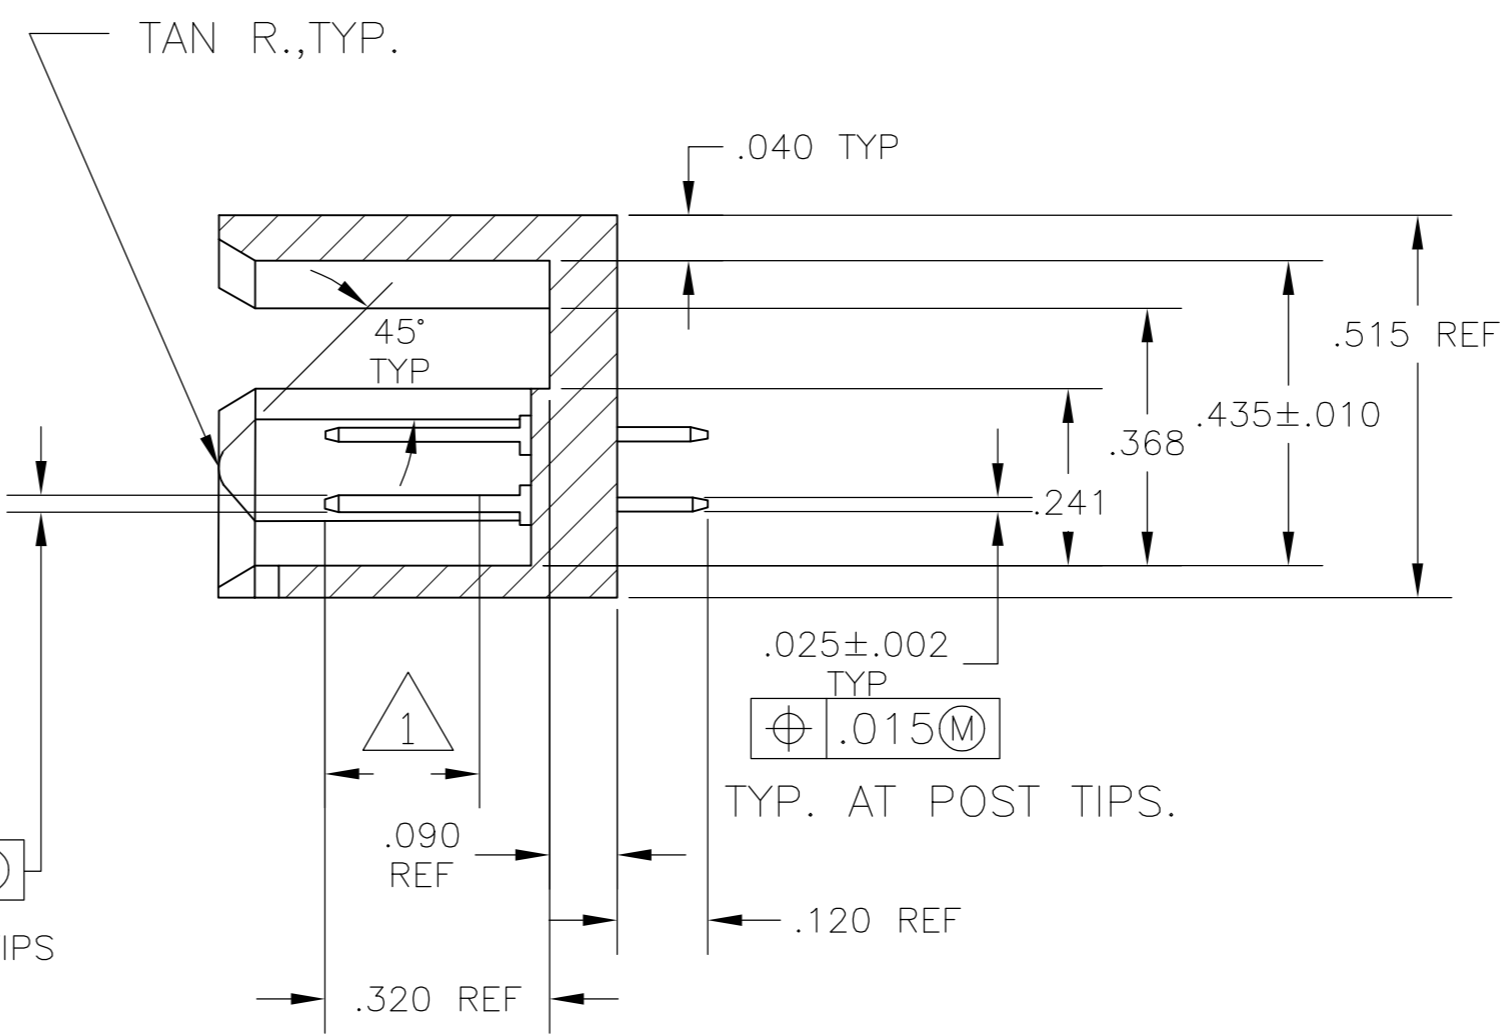 TAN R.,TYP.
.040 TYP
45°
TYP
.515 REF
.435±.010
.368
.241
.025±.002
TYP
⌖ .015Ⓜ
TYP. AT POST TIPS.
1
.090
REF
.120 REF
IPS
.320 REF